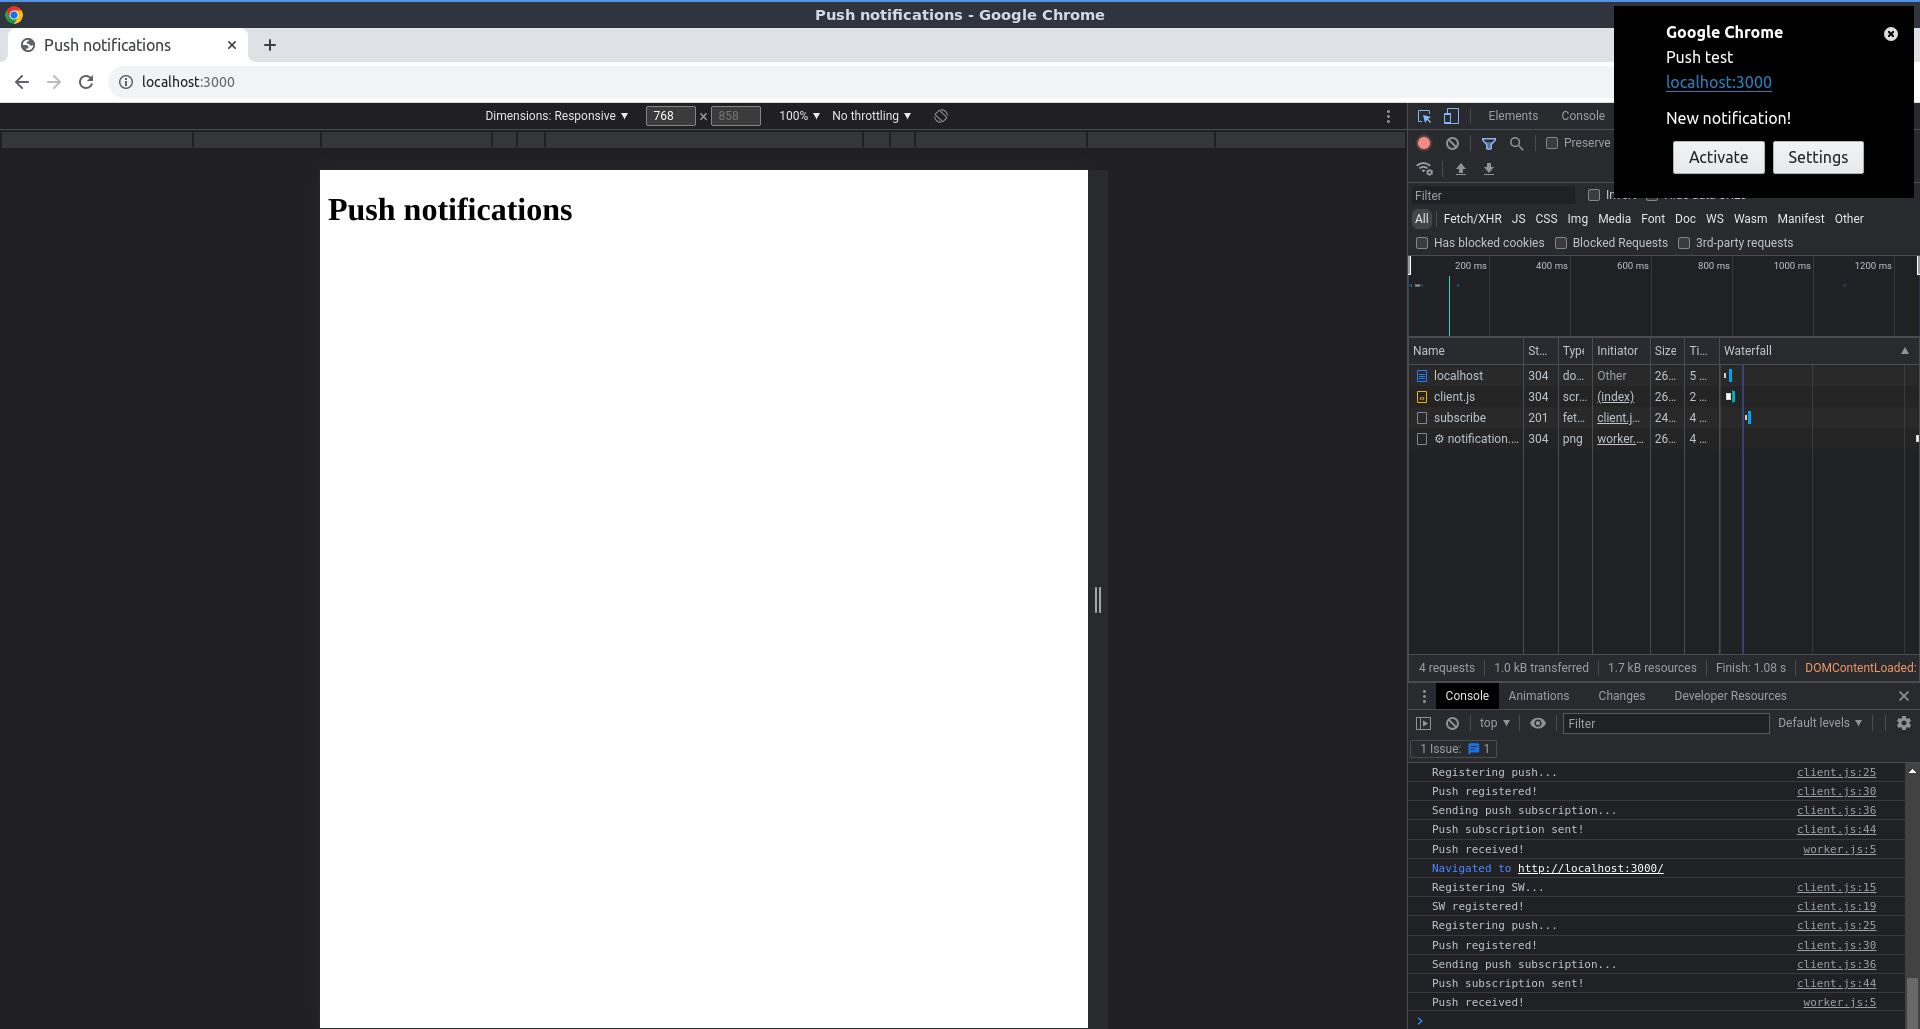 Push notifications - Google Chrome
Push notifications
localhost:3000
Google Chrome
Push test
localhost:3000
New notification!
Activate
Settings
Dimensions: Responsive ▼ 768 × 858 100% ▼ No throttling ▼
Elements Console
Preserve
Filter
All Fetch/XHR JS CSS Img Media Font Doc WS Wasm Manifest Other
Has blocked cookies Blocked Requests 3rd-party requests
200 ms 400 ms 600 ms 800 ms 1000 ms 1200 ms
Name St... Type Initiator Size Ti... Waterfall
localhost 304 do... Other 26... 5 ...
client.js 304 scr... (index) 26... 2 ...
subscribe 201 fet... client.j... 24... 4 ...
notification.... 304 png worker.... 26... 4 ...
4 requests 1.0 kB transferred 1.7 kB resources Finish: 1.08 s DOMContentLoaded:
Console Animations Changes Developer Resources
top ▼ Filter Default levels ▼
1 Issue: 1
Registering push... client.js:25
Push registered! client.js:30
Sending push subscription... client.js:36
Push subscription sent! client.js:44
Push received! worker.js:5
Navigated to http://localhost:3000/
Registering SW... client.js:15
SW registered! client.js:19
Registering push... client.js:25
Push registered! client.js:30
Sending push subscription... client.js:36
Push subscription sent! client.js:44
Push received! worker.js:5
Push notifications